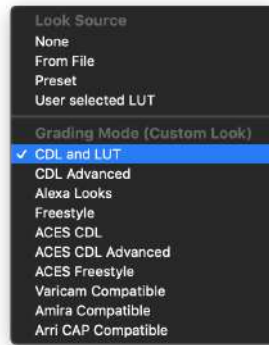 Look Source
None
From File
Preset
User selected LUT
Grading Mode (Custom Look)
✓ CDL and LUT
CDL Advanced
Alexa Looks
Freestyle
ACES CDL
ACES CDL Advanced
ACES Freestyle
Varicam Compatible
Amira Compatible
Arri CAP Compatible